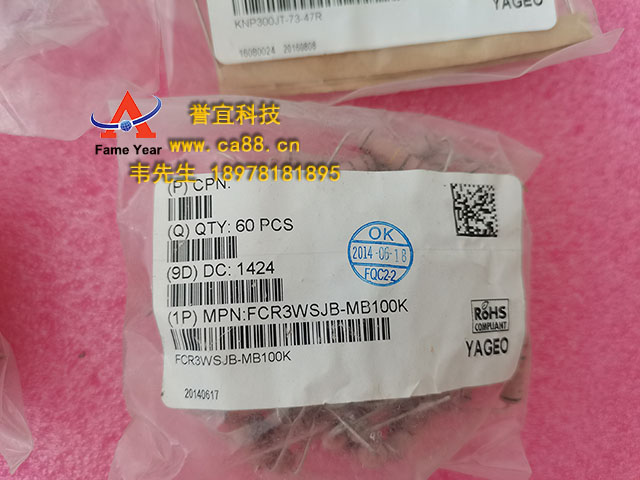 YAGEO
KNP300JT-73-47R
16080024 20160808
誉宜科技
Fame Year
www.ca88.cn
韦先生 18978181895
(P) CPN:
(Q) QTY: 60 PCS
OK
2014-06-18
FQC2-2
(9D) DC: 1424
(1P) MPN:FCR3WSJB-MB100K
RoHS
COMPLIANT
FCR3WSJB-MB100K
YAGEO
20140617